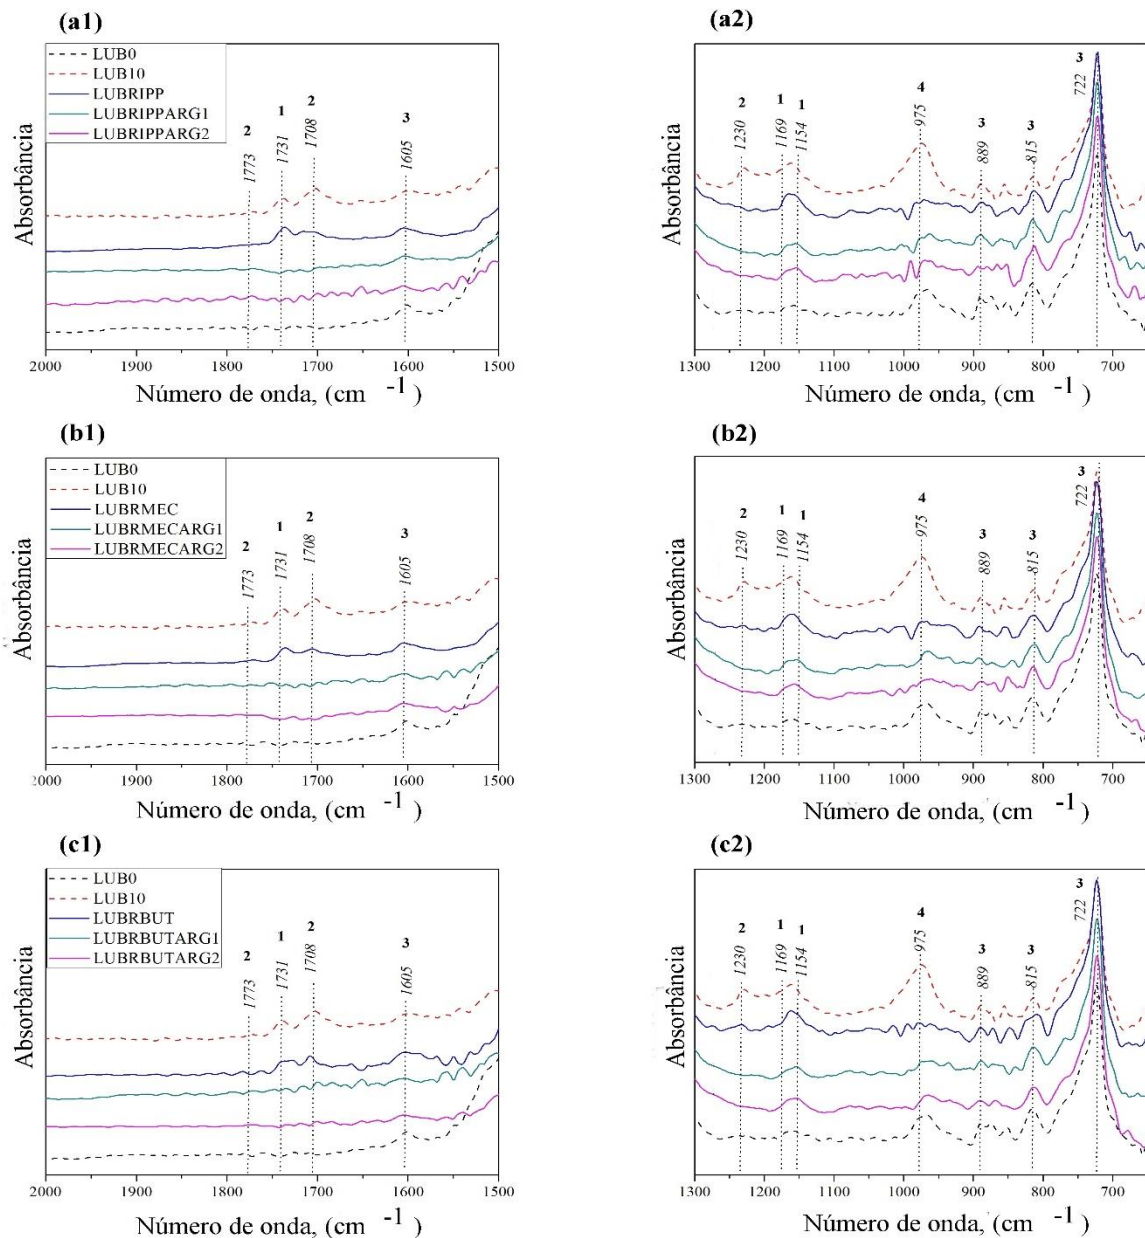 (a1)
LUB0
LUB10
LUBRIPP
LUBRIPPARG1
LUBRIPPARG2
2 1773
1 1731
2 1708
3 1605
Absorbância
2000 1900 1800 1700 1600 1500
Número de onda, (cm -1)
(a2)
2 1230
1 1169
1 1154
4 975
3 889
3 815
3 722
Absorbância
1300 1200 1100 1000 900 800 700
Número de onda, (cm -1)
(b1)
LUB0
LUB10
LUBRMEC
LUBRMECARG1
LUBRMECARG2
2 1773
1 1731
2 1708
3 1605
Absorbância
2000 1900 1800 1700 1600 1500
Número de onda, (cm -1)
(b2)
2 1230
1 1169
1 1154
4 975
3 889
3 815
3 722
Absorbância
1300 1200 1100 1000 900 800 700
Número de onda, (cm -1)
(c1)
LUB0
LUB10
LUBRBUT
LUBRBUTARG1
LUBRBUTARG2
2 1773
1 1731
2 1708
3 1605
Absorbância
2000 1900 1800 1700 1600 1500
Número de onda, (cm -1)
(c2)
2 1230
1 1169
1 1154
4 975
3 889
3 815
3 722
Absorbância
1300 1200 1100 1000 900 800 700
Número de onda, (cm -1)